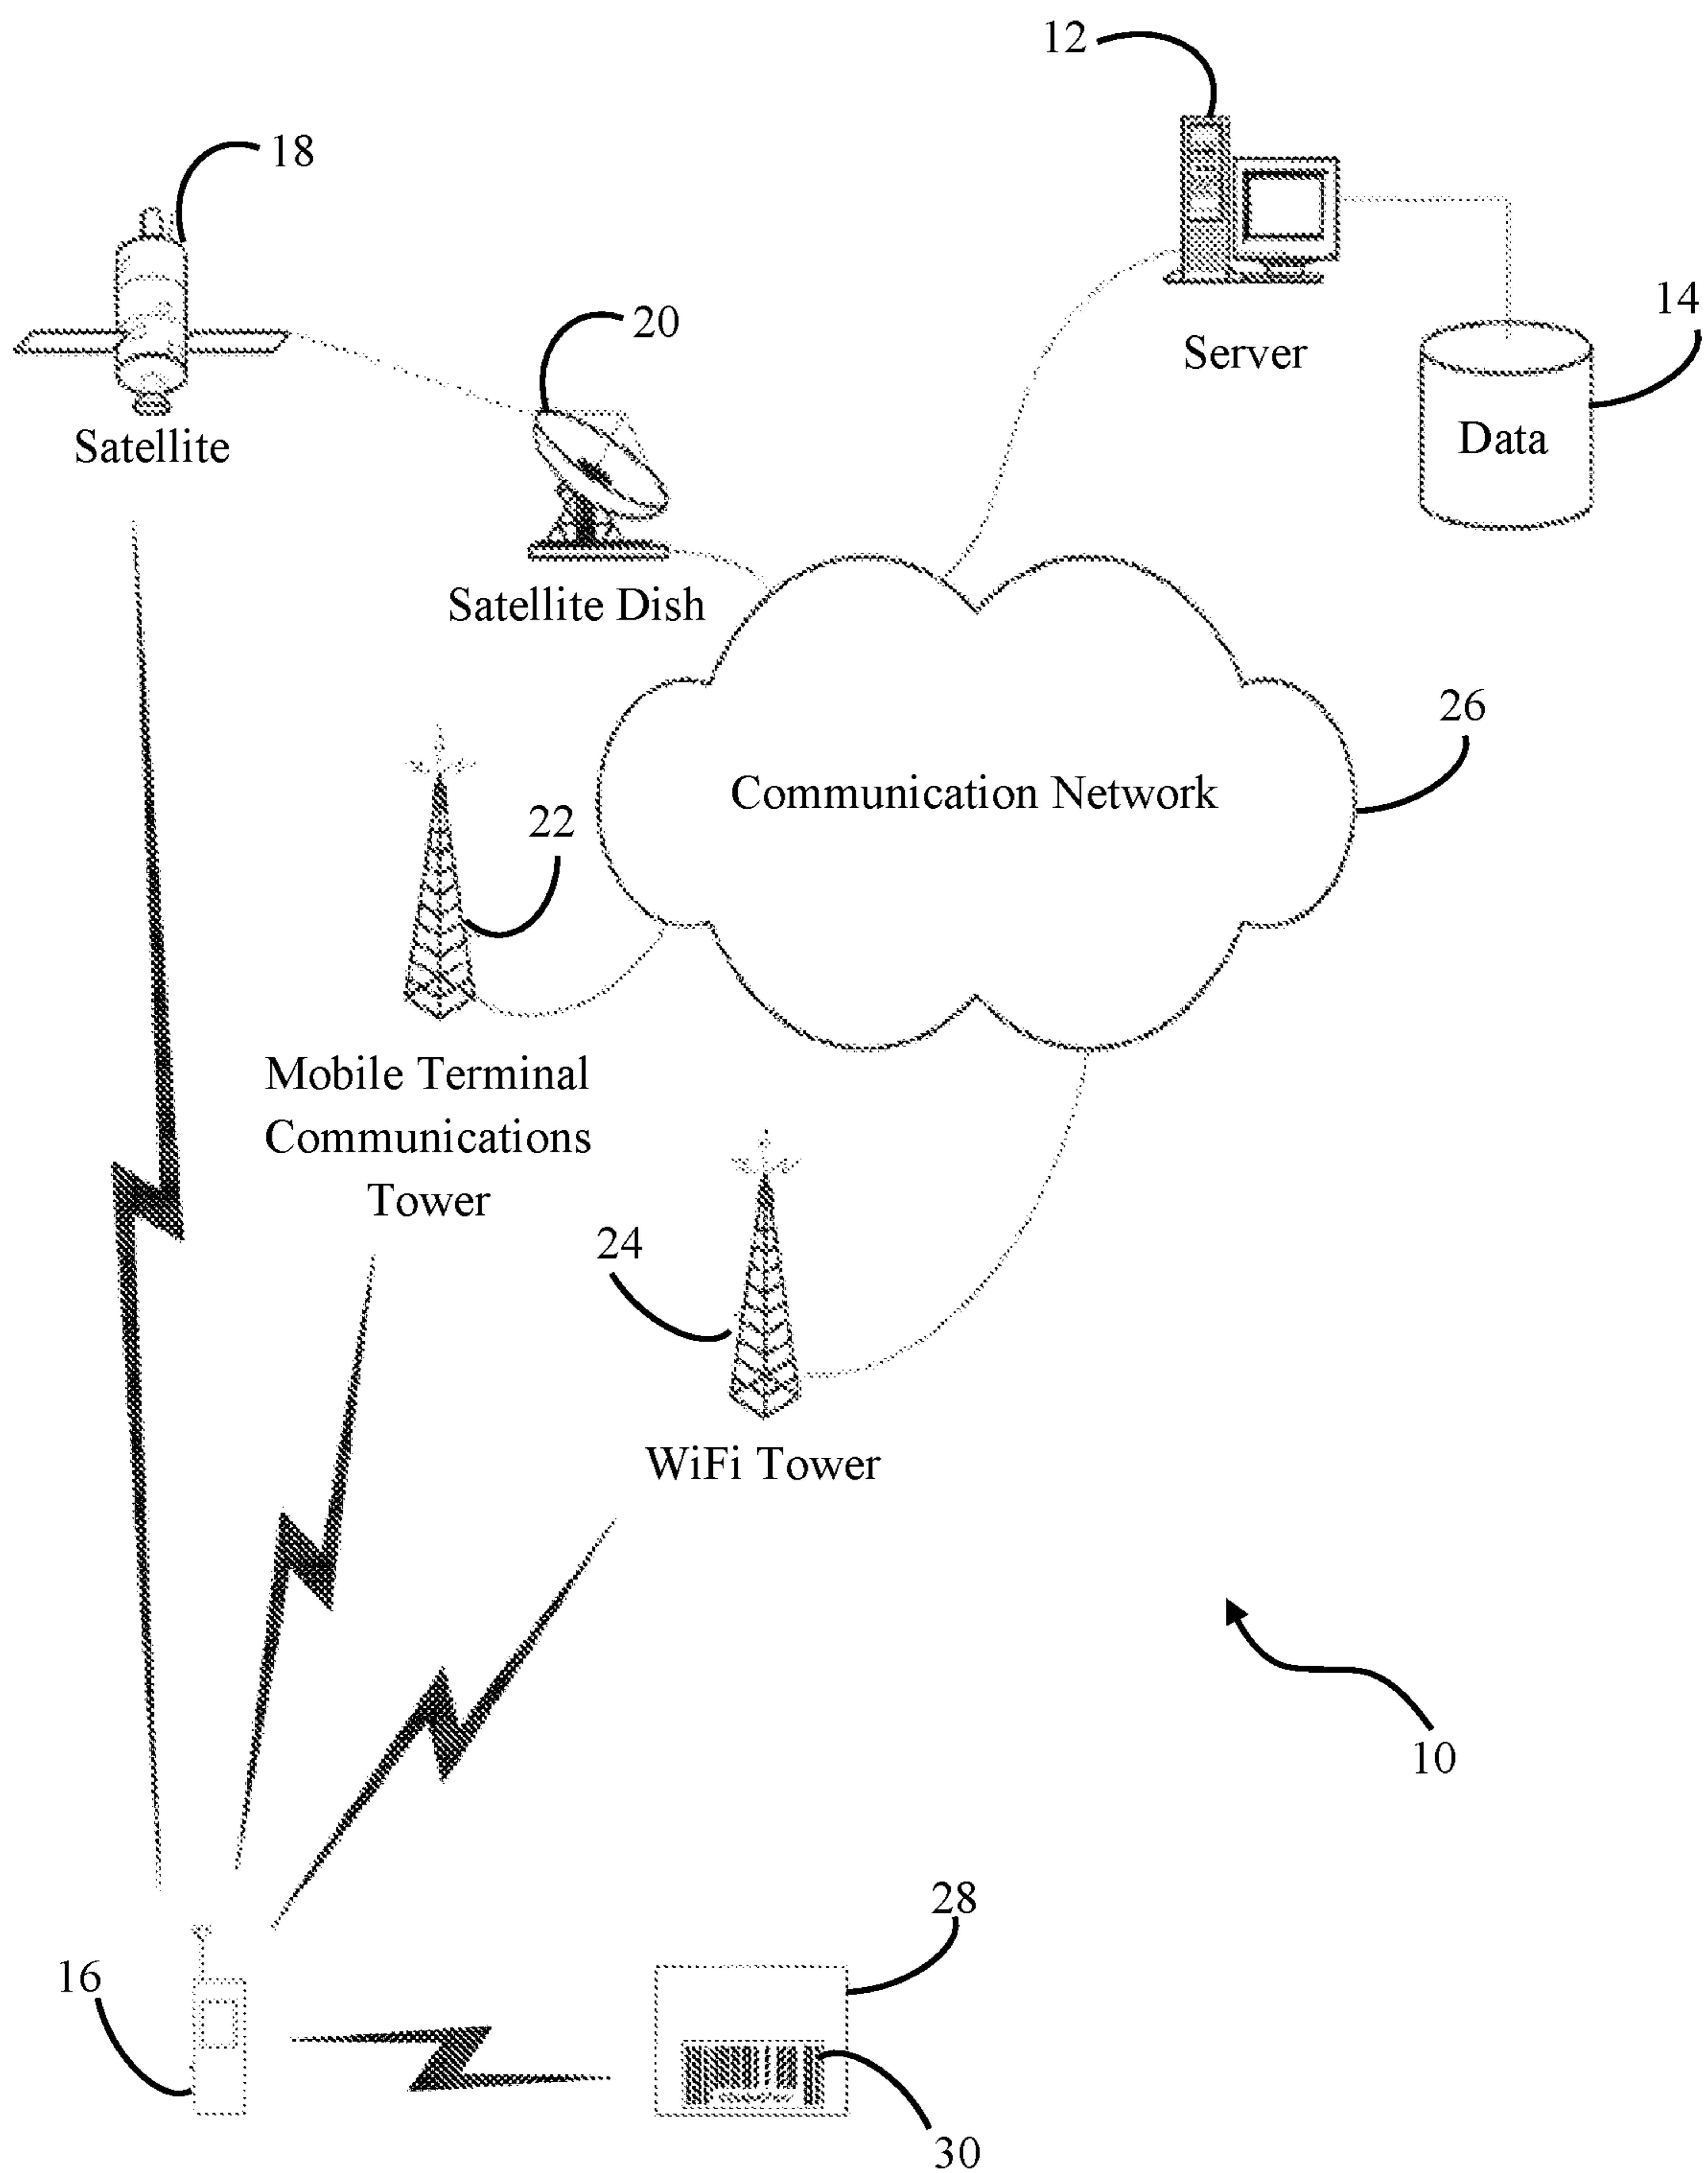 12
18
14
20
Server
Data
Satellite
Satellite Dish
26
Communication Network
22
Mobile Terminal
Communications
Tower
24
WiFi Tower
10
28
16
30